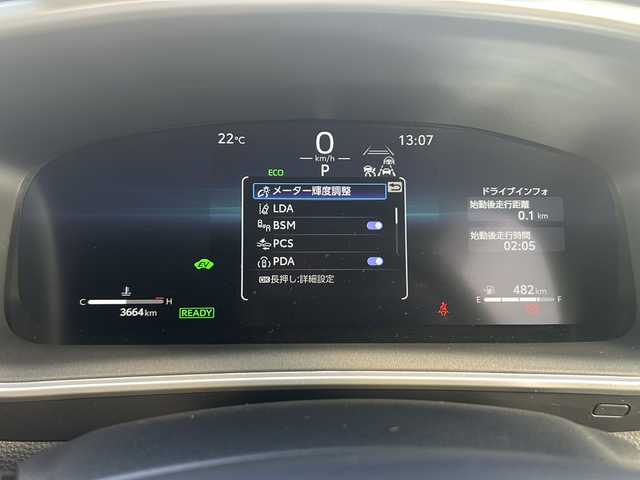 22℃
0
km/h
13:07
ECO
P
メーター輝度調整
LDA
BSM
PCS
PDA
OK長押し:詳細設定
EV
C H
3664 km
READY
ドライブインフォ
始動後走行距離
0.1 km
始動後走行時間
02:05
482 km
E F